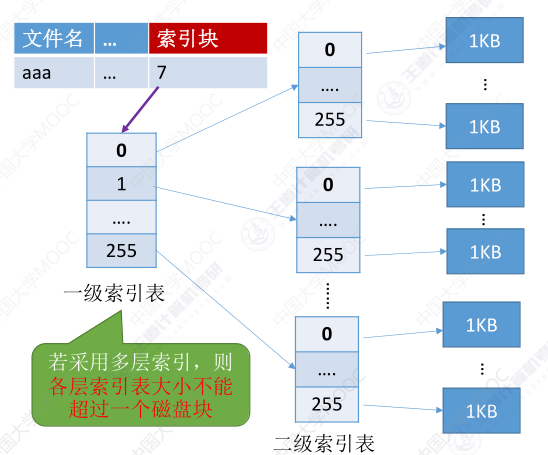 文件名 … 索引块
aaa … 7
0
1
….
255
一级索引表
若采用多层索引，则
各层索引表大小不能
超过一个磁盘块
0
….
255
0
….
255
……
0
….
255
二级索引表
1KB
…
1KB
1KB
…
1KB
1KB
…
1KB
中国大学MOOC
王道计算机考研